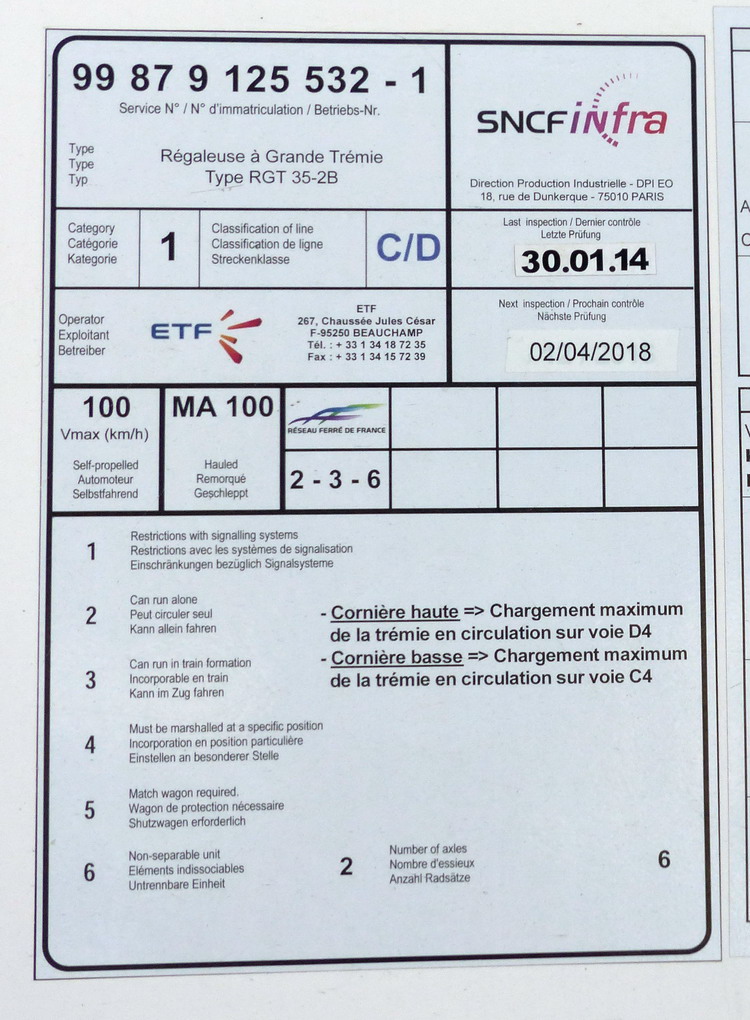 99 87 9 125 532 - 1
Service N° / N° d'immatriculation / Betriebs-Nr.
Type
Type
Typ
Régaleuse à Grande Trémie
Type RGT 35-2B
SNCF infra
Direction Production Industrielle - DPI EO
18, rue de Dunkerque - 75010 PARIS
Category
Catégorie
Kategorie
1
Classification of line
Classification de ligne
Streckenklasse
C/D
Last inspection / Dernier contrôle
Letzte Prüfung
30.01.14
Operator
Exploitant
Betreiber
ETF
ETF
267, Chaussée Jules César
F-95250 BEAUCHAMP
Tél. : + 33 1 34 18 72 35
Fax : + 33 1 34 15 72 39
Next inspection / Prochain contrôle
Nächste Prüfung
02/04/2018
100
Vmax (km/h)
Self-propelled
Automoteur
Selbstfahrend
MA 100
Hauled
Remorqué
Geschleppt
RÉSEAU FERRÉ DE FRANCE
2 - 3 - 6
1
Restrictions with signalling systems
Restrictions avec les systèmes de signalisation
Einschränkungen bezüglich Signalsysteme
2
Can run alone
Peut circuler seul
Kann allein fahren
3
Can run in train formation
Incorporable en train
Kann im Zug fahren
- Cornière haute => Chargement maximum
de la trémie en circulation sur voie D4
- Cornière basse => Chargement maximum
de la trémie en circulation sur voie C4
4
Must be marshalled at a specific position
Incorporation en position particulière
Einstellen an besonderer Stelle
5
Match wagon required.
Wagon de protection nécessaire
Shutzwagen erforlich
6
Non-separable unit
Eléments indissociables
Untrennbare Einheit
2
Number of axles
Nombre d'essieux
Anzahl Radsätze
6